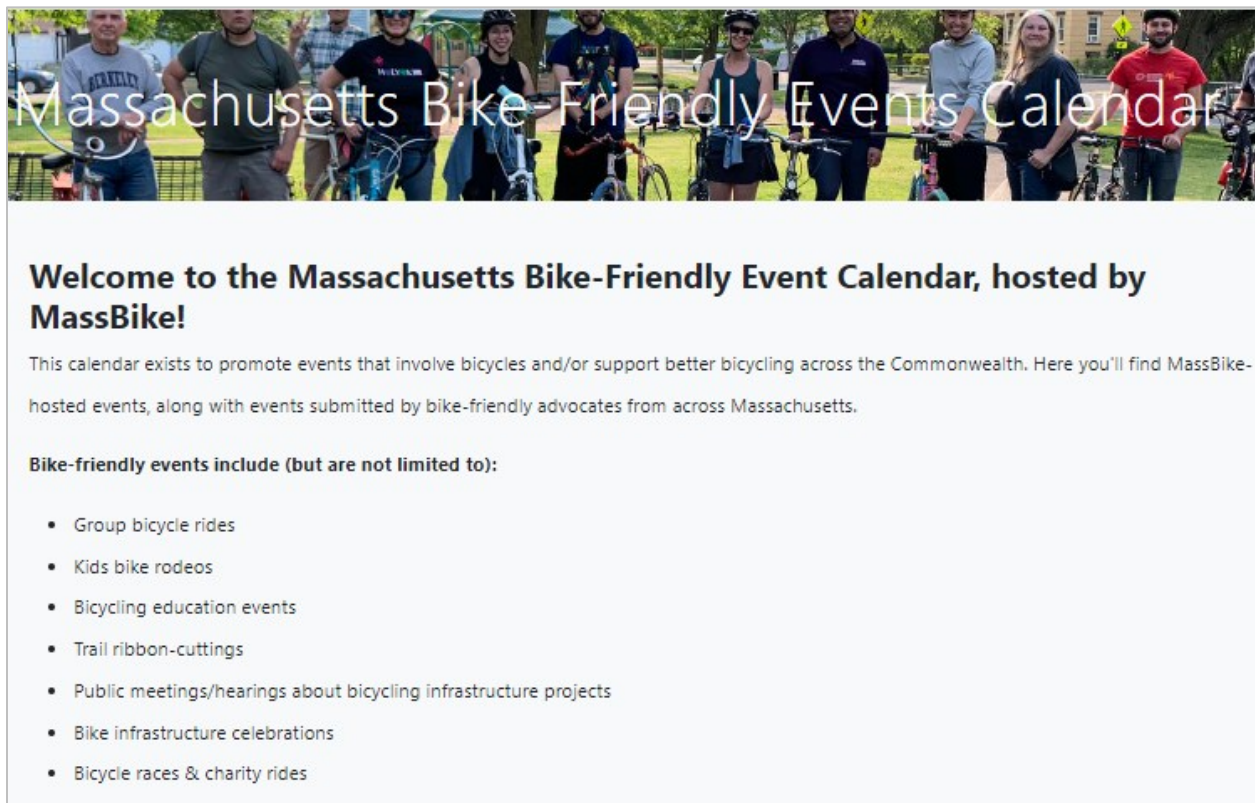 Massachusetts Bike-Friendly Events Calendar
BERKELEY
Welcome to the Massachusetts Bike-Friendly Event Calendar, hosted by
MassBike!
This calendar exists to promote events that involve bicycles and/or support better bicycling across the Commonwealth. Here you'll find MassBike-
hosted events, along with events submitted by bike-friendly advocates from across Massachusetts.
Bike-friendly events include (but are not limited to):
• Group bicycle rides
• Kids bike rodeos
• Bicycling education events
• Trail ribbon-cuttings
• Public meetings/hearings about bicycling infrastructure projects
• Bike infrastructure celebrations
• Bicycle races & charity rides